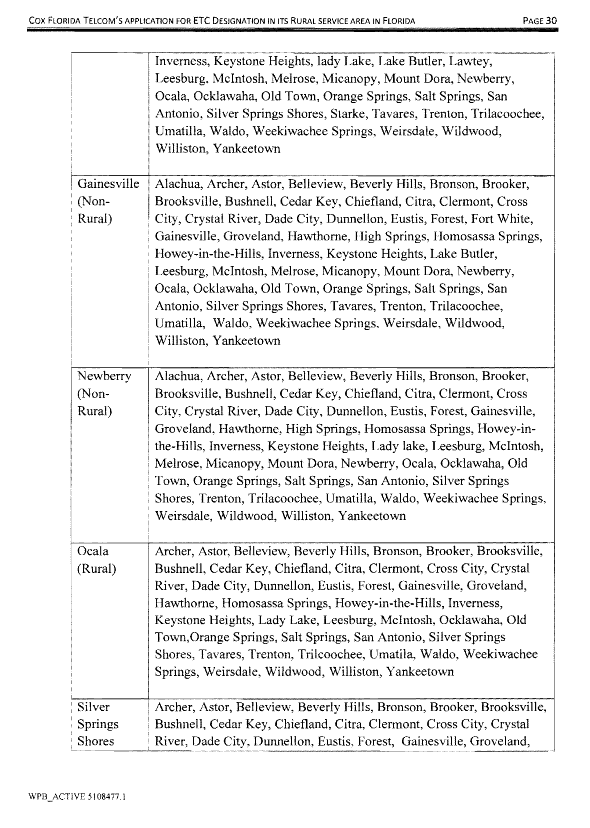 COX FLORIDA TELCOM'S APPLICATION FOR ETC DESIGNATION IN ITS RURAL SERVICE AREA IN FLORIDA PAGE 30
Inverness, Keystone Heights, lady Lake, Lake Butler, Lawtey,
Leesburg, McIntosh, Melrose, Micanopy, Mount Dora, Newberry,
Ocala, Ocklawaha, Old Town, Orange Springs, Salt Springs, San
Antonio, Silver Springs Shores, Starke, Tavares, Trenton, Trilacoochee,
Umatilla, Waldo, Weekiwachee Springs, Weirsdale, Wildwood,
Williston, Yankeetown
Gainesville Alachua, Archer, Astor, Belleview, Beverly Hills, Bronson, Brooker,
(Non- Brooksville, Bushnell, Cedar Key, Chiefland, Citra, Clermont, Cross
Rural) City, Crystal River, Dade City, Dunnellon, Eustis, Forest, Fort White,
Gainesville, Groveland, Hawthorne, High Springs, Homosassa Springs,
Howey-in-the-Hills, Inverness, Keystone Heights, Lake Butler,
Leesburg, McIntosh, Melrose, Micanopy, Mount Dora, Newberry,
Ocala, Ocklawaha, Old Town, Orange Springs, Salt Springs, San
Antonio, Silver Springs Shores, Tavares, Trenton, Trilacoochee,
Umatilla, Waldo, Weekiwachee Springs, Weirsdale, Wildwood,
Williston, Yankeetown
Newberry Alachua, Archer, Astor, Belleview, Beverly Hills, Bronson, Brooker,
(Non- Brooksville, Bushnell, Cedar Key, Chiefland, Citra, Clermont, Cross
Rural) City, Crystal River, Dade City, Dunnellon, Eustis, Forest, Gainesville,
Groveland, Hawthorne, High Springs, Homosassa Springs, Howey-in-
the-Hills, Inverness, Keystone Heights, Lady lake, Leesburg, McIntosh,
Melrose, Micanopy, Mount Dora, Newberry, Ocala, Ocklawaha, Old
Town, Orange Springs, Salt Springs, San Antonio, Silver Springs
Shores, Trenton, Trilacoochee, Umatilla, Waldo, Weekiwachee Springs,
Weirsdale, Wildwood, Williston, Yankeetown
Ocala Archer, Astor, Belleview, Beverly Hills, Bronson, Brooker, Brooksville,
(Rural) Bushnell, Cedar Key, Chiefland, Citra, Clermont, Cross City, Crystal
River, Dade City, Dunnellon, Eustis, Forest, Gainesville, Groveland,
Hawthorne, Homosassa Springs, Howey-in-the-Hills, Inverness,
Keystone Heights, Lady Lake, Leesburg, McIntosh, Ocklawaha, Old
Town,Orange Springs, Salt Springs, San Antonio, Silver Springs
Shores, Tavares, Trenton, Trilcoochee, Umatila, Waldo, Weekiwachee
Springs, Weirsdale, Wildwood, Williston, Yankeetown
Silver Archer, Astor, Belleview, Beverly Hills, Bronson, Brooker, Brooksville,
Springs Bushnell, Cedar Key, Chiefland, Citra, Clermont, Cross City, Crystal
Shores River, Dade City, Dunnellon, Eustis, Forest, Gainesville, Groveland,
WPB_ACTIVE 5108477.1